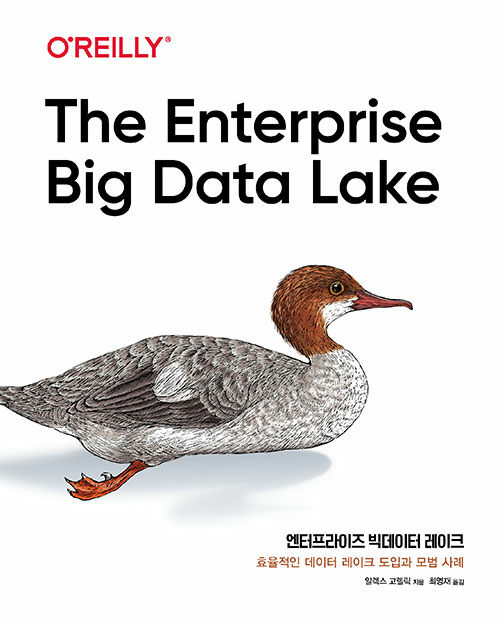 O'REILLY®
The Enterprise
Big Data Lake
엔터프라이즈 빅데이터 레이크
효율적인 데이터 레이크 도입과 모범 사례
알렉스 고렐릭 지음 최영재 옮김